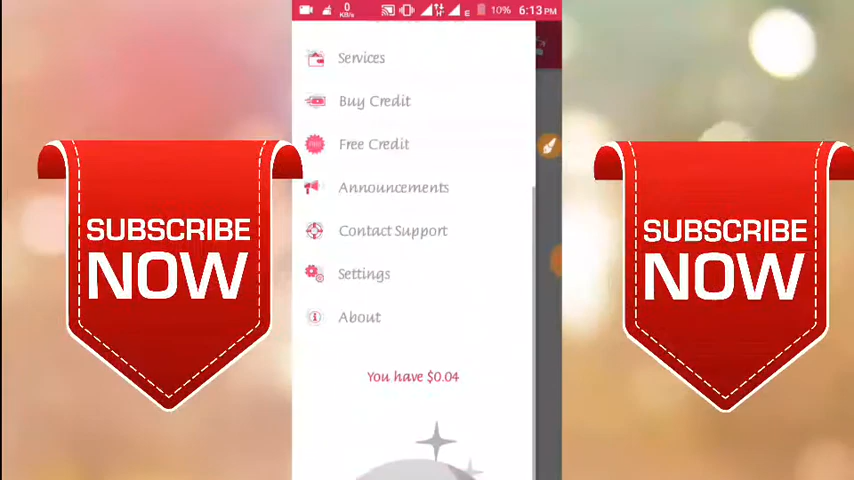 0
KB/s
H
E
10%
6:13 PM
Services
Buy Credit
FREE
Free Credit
Announcements
Contact Support
Settings
About
You have $0.04
SUBSCRIBE
NOW
SUBSCRIBE
NOW